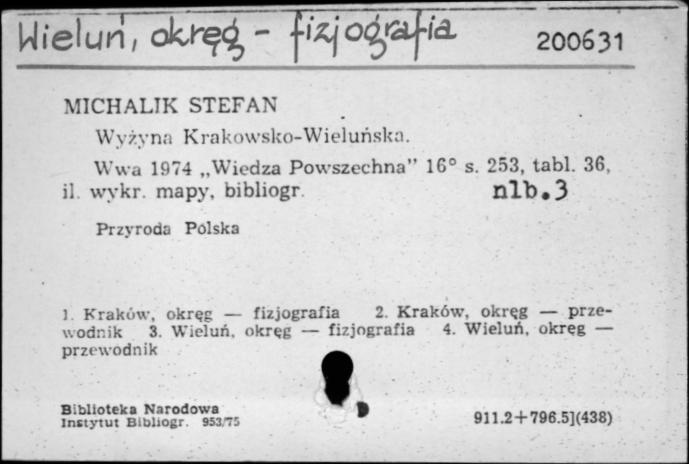 Wieluń, okręg - fizjografia 200631
MICHALIK STEFAN
Wyżyna Krakowsko-Wieluńska.
Wwa 1974 „Wiedza Powszechna” 16° s. 253, tabl. 36,
il. wykr. mapy, bibliogr. nlb.3
Przyroda Polska
1. Kraków, okręg — fizjografia 2. Kraków, okręg — prze-
wodnik 3. Wieluń, okręg — fizjografia 4. Wieluń, okręg —
przewodnik
Biblioteka Narodowa
Instytut Bibliogr. 953/75 911.2+796.5](438)